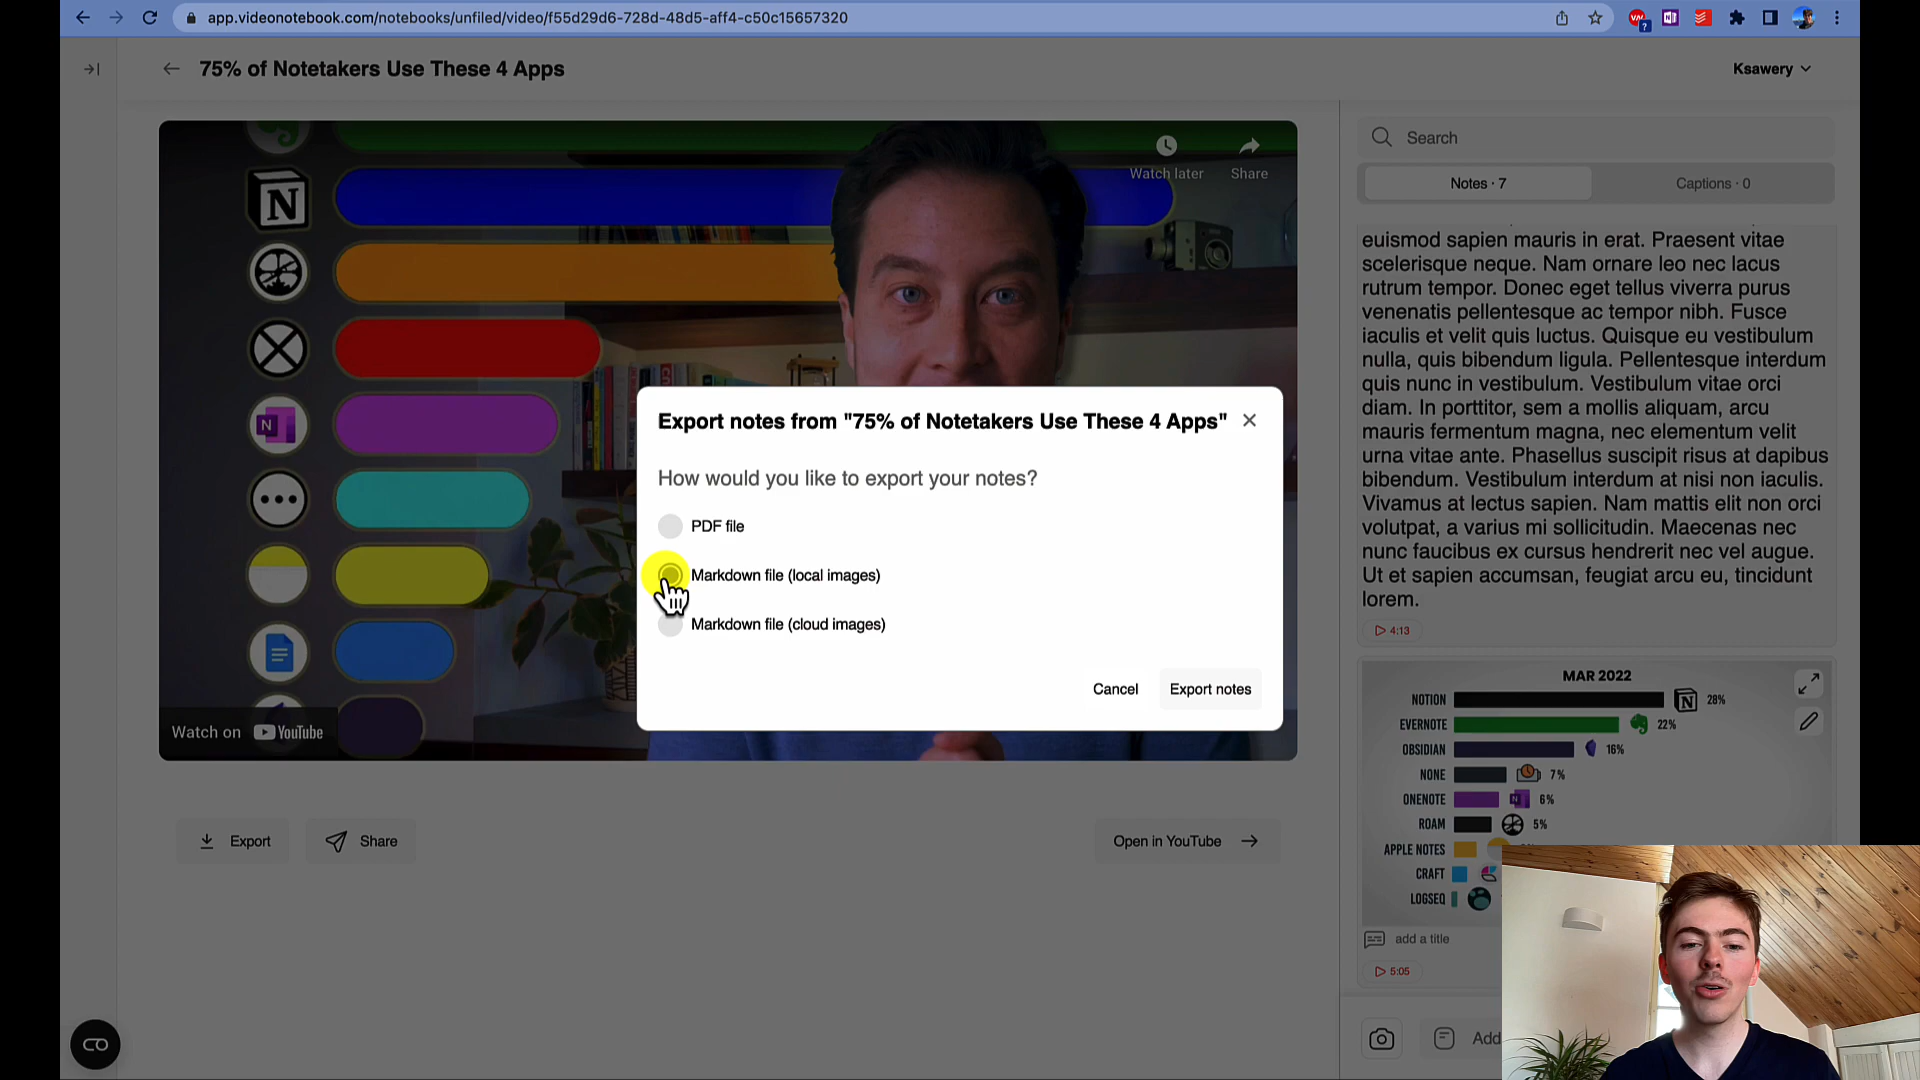 app.videonotebook.com/notebooks/unfiled/video/f55d29d6-728d-48d5-aff4-c50c15657320
75% of Notetakers Use These 4 Apps
Ksawery
Watch later
Share
Search
Notes · 7
Captions · 0
euismod sapien mauris in erat. Praesent vitae
scelerisque neque. Nam ornare leo nec lacus
rutrum tempor. Donec eget tellus viverra purus
venenatis pellentesque ac tempor nibh. Fusce
iaculis et velit quis luctus. Quisque eu vestibulum
nulla, quis bibendum ligula. Pellentesque interdum
quis nunc in vestibulum. Vestibulum vitae orci
diam. In porttitor, sem a mollis aliquam, arcu
mauris fermentum magna, nec elementum velit
urna vitae ante. Phasellus suscipit risus at dapibus
bibendum. Vestibulum interdum at nisi non iaculis.
Vivamus at lectus sapien. Nam mattis elit non orci
volutpat, a varius mi sollicitudin. Maecenas nec
nunc faucibus ex cursus hendrerit nec vel augue.
Ut et sapien accumsan, feugiat arcu eu, tincidunt
lorem.
4:13
Export notes from "75% of Notetakers Use These 4 Apps"
How would you like to export your notes?
PDF file
Markdown file (local images)
Markdown file (cloud images)
Cancel
Export notes
Watch on YouTube
Export
Share
Open in YouTube
MAR 2022
NOTION 28%
EVERNOTE 22%
OBSIDIAN 16%
NONE 7%
ONENOTE 6%
ROAM 5%
APPLE NOTES
CRAFT
LOGSEQ
add a title
5:05
Add